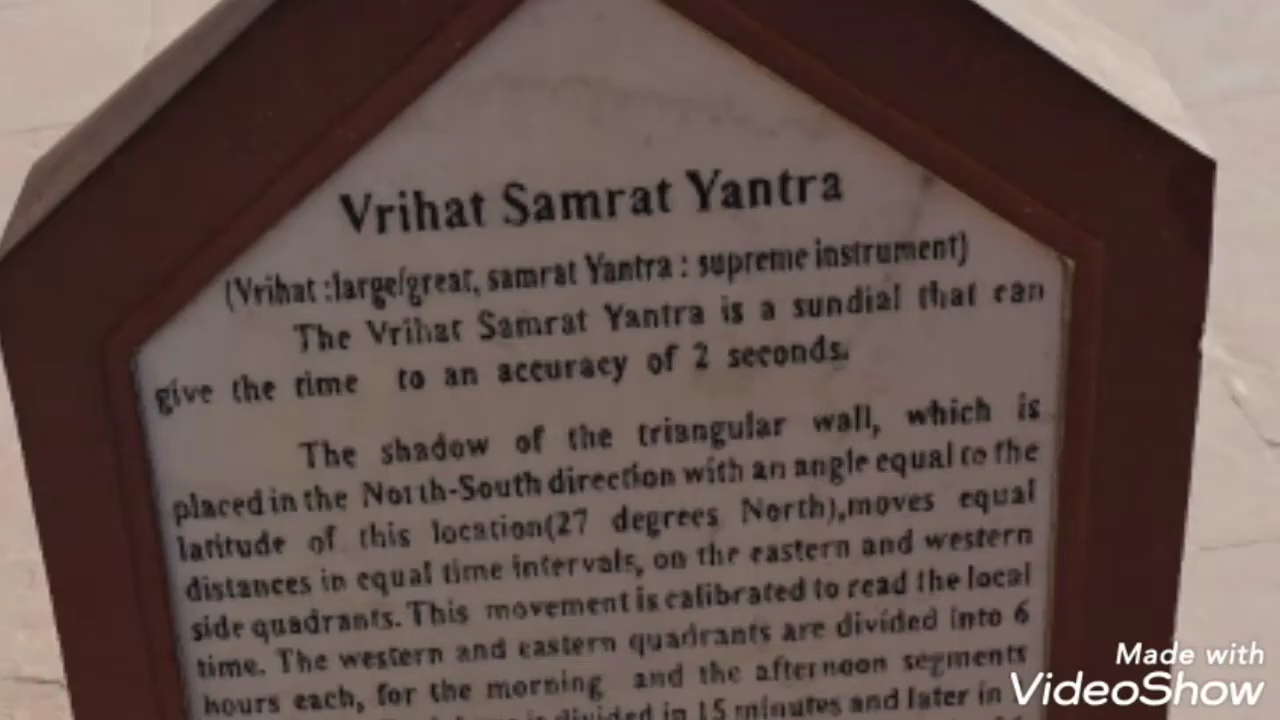 Vrihat Samrat Yantra
(Vrihat :large/great, samrat Yantra : supreme instrument)
The Vrihat Samrat Yantra is a sundial that can
give the time to an accuracy of 2 seconds.
The shadow of the triangular wall, which is
placed in the North-South direction with an angle equal to the
latitude of this location(27 degrees North),moves equal
distances in equal time intervals, on the eastern and western
side quadrants. This movement is calibrated to read the local
time. The western and eastern quadrants are divided into 6
hours each, for the morning and the afternoon segments
is divided in 15 minutes and later in
Made with
VideoShow